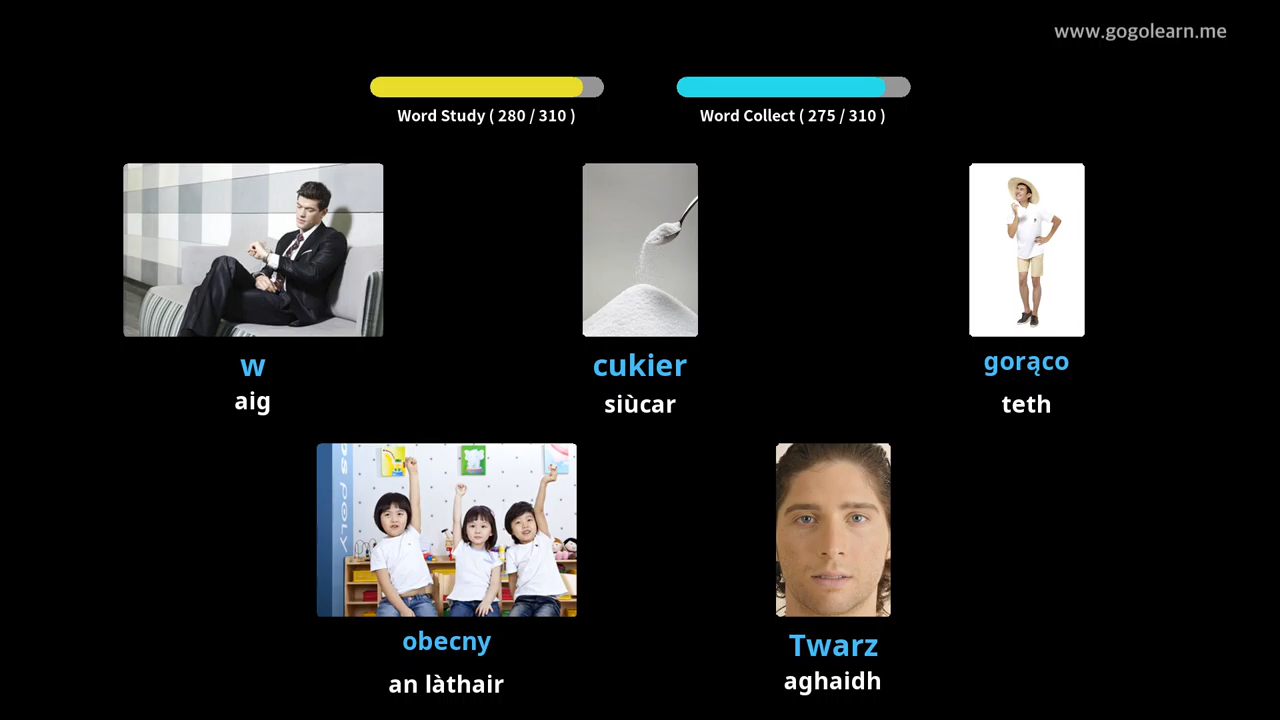 www.gogolearn.me
Word Study ( 280 / 310 )
Word Collect ( 275 / 310 )
w
aig
cukier
siùcar
gorąco
teth
obecny
an làthair
Twarz
aghaidh